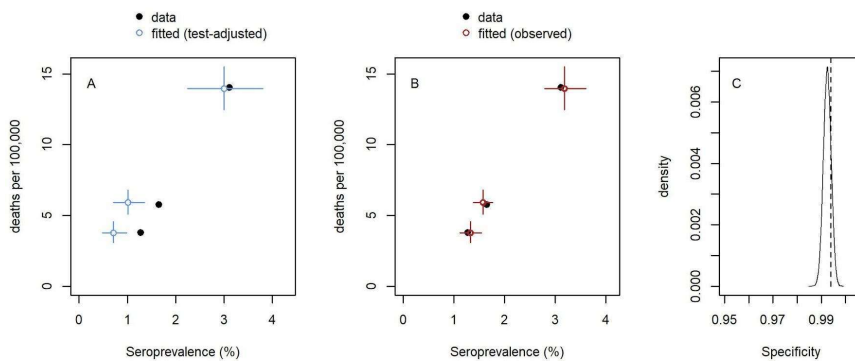 data
fitted (test-adjusted)
A
deaths per 100,000
15
10
5
0
0 1 2 3 4
Seroprevalence (%)
data
fitted (observed)
B
deaths per 100,000
15
10
5
0
0 1 2 3 4
Seroprevalence (%)
C
density
0.006
0.004
0.002
0.000
0.95 0.97 0.99
Specificity